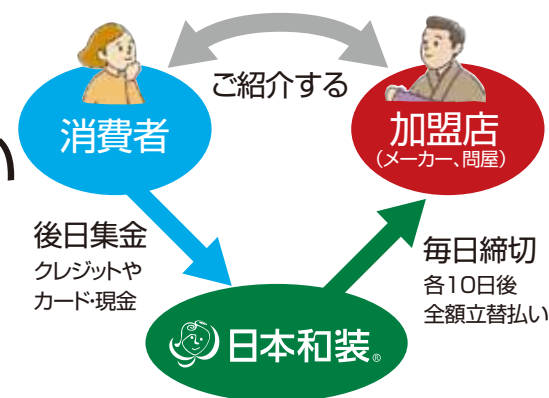 ご紹介する
消費者
加盟店
(メーカー、問屋)
後日集金
クレジットや
カード・現金
毎日締切
各10日後
全額立替払い
日本和装®